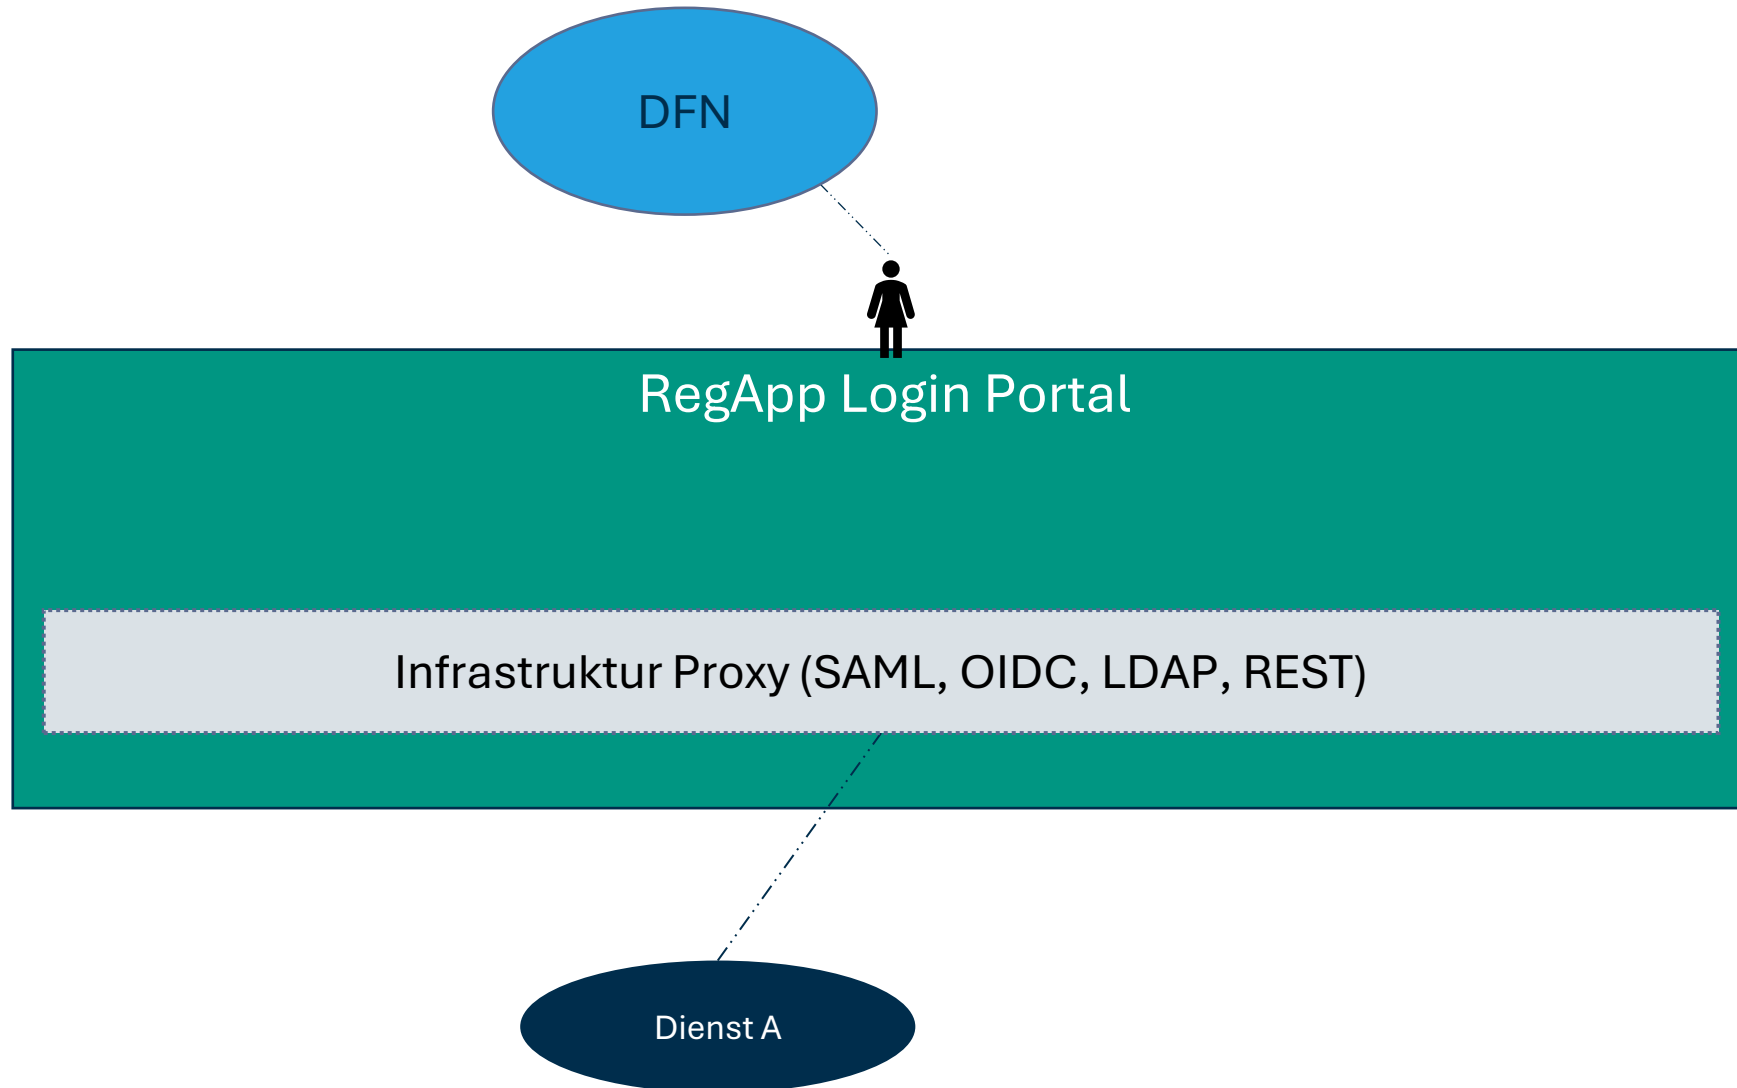 DFN
RegApp Login Portal
Infrastruktur Proxy (SAML, OIDC, LDAP, REST)
Dienst A